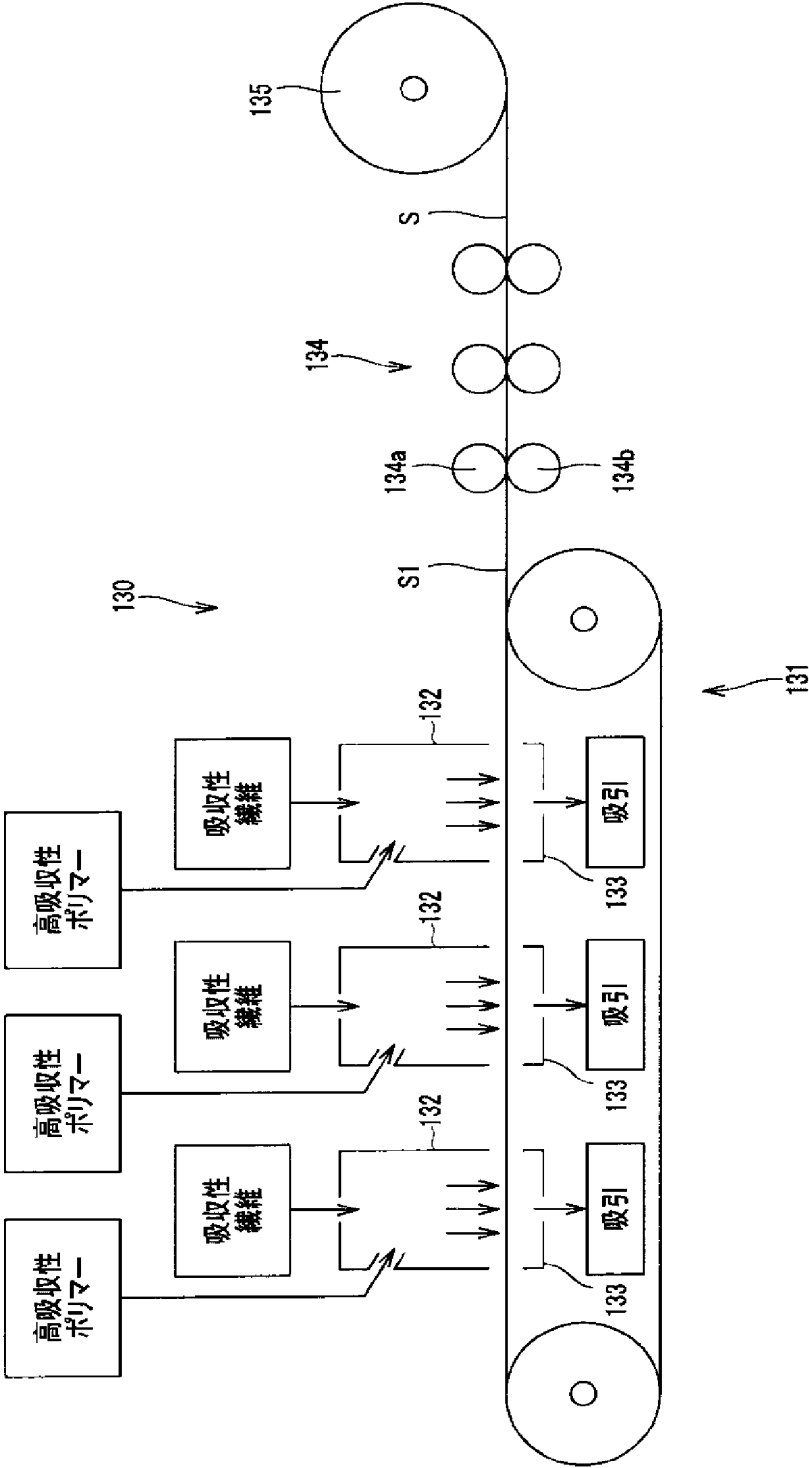 高吸収性
ポリマー
高吸収性
ポリマー
高吸収性
ポリマー
130
吸収性
繊維
吸収性
繊維
吸収性
繊維
135
134
134a
S1
S
132
132
132
133
133
133
吸引
吸引
吸引
134b
131